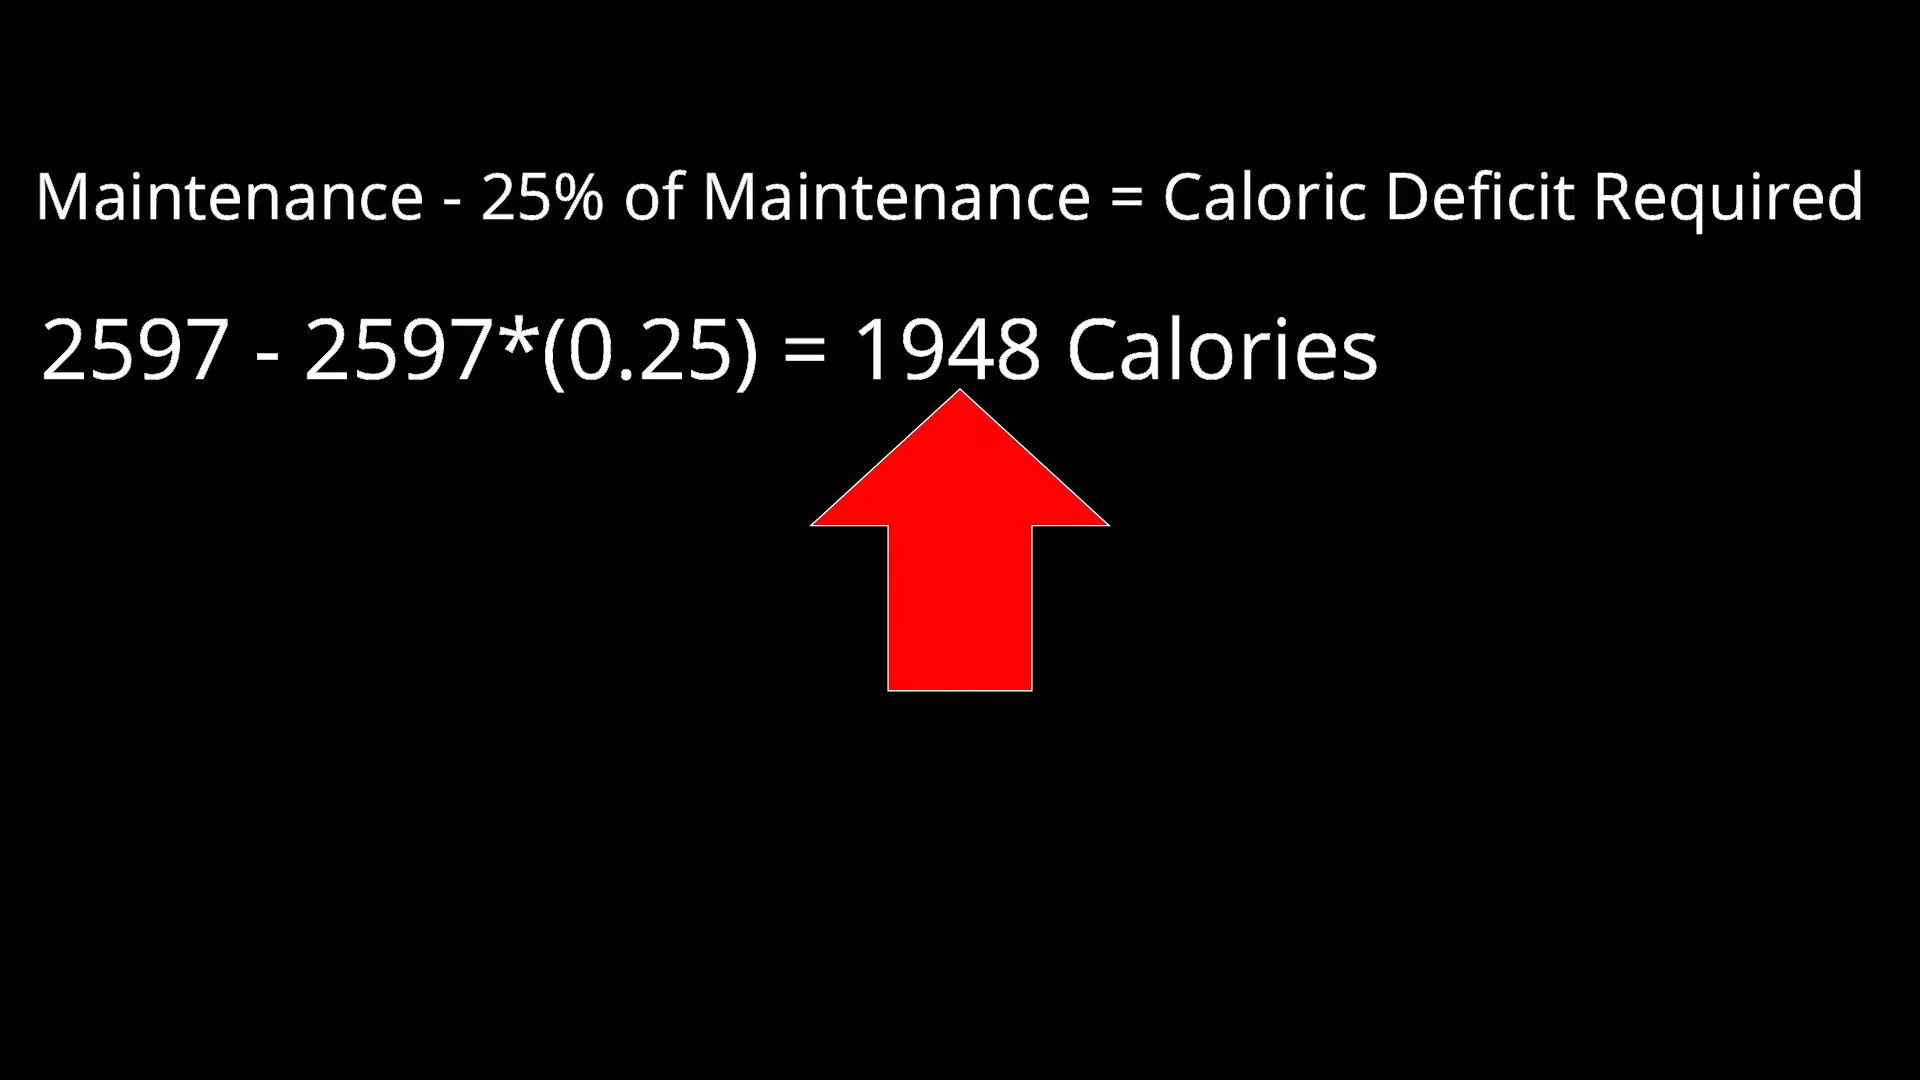 Maintenance - 25% of Maintenance = Caloric Deficit Required
2597 - 2597*(0.25) = 1948 Calories